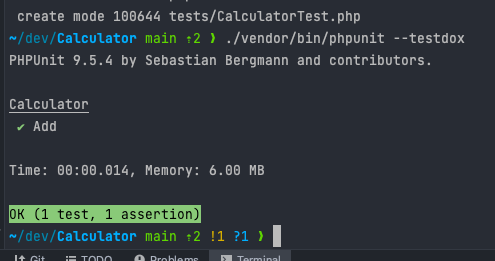 create mode 100644 tests/CalculatorTest.php
~/dev/Calculator main ⇡2 ❯ ./vendor/bin/phpunit --testdox
PHPUnit 9.5.4 by Sebastian Bergmann and contributors.
Calculator
✔ Add
Time: 00:00.014, Memory: 6.00 MB
OK (1 test, 1 assertion)
~/dev/Calculator main ⇡2 !1 ?1 ❯
Git TODO Problems Terminal